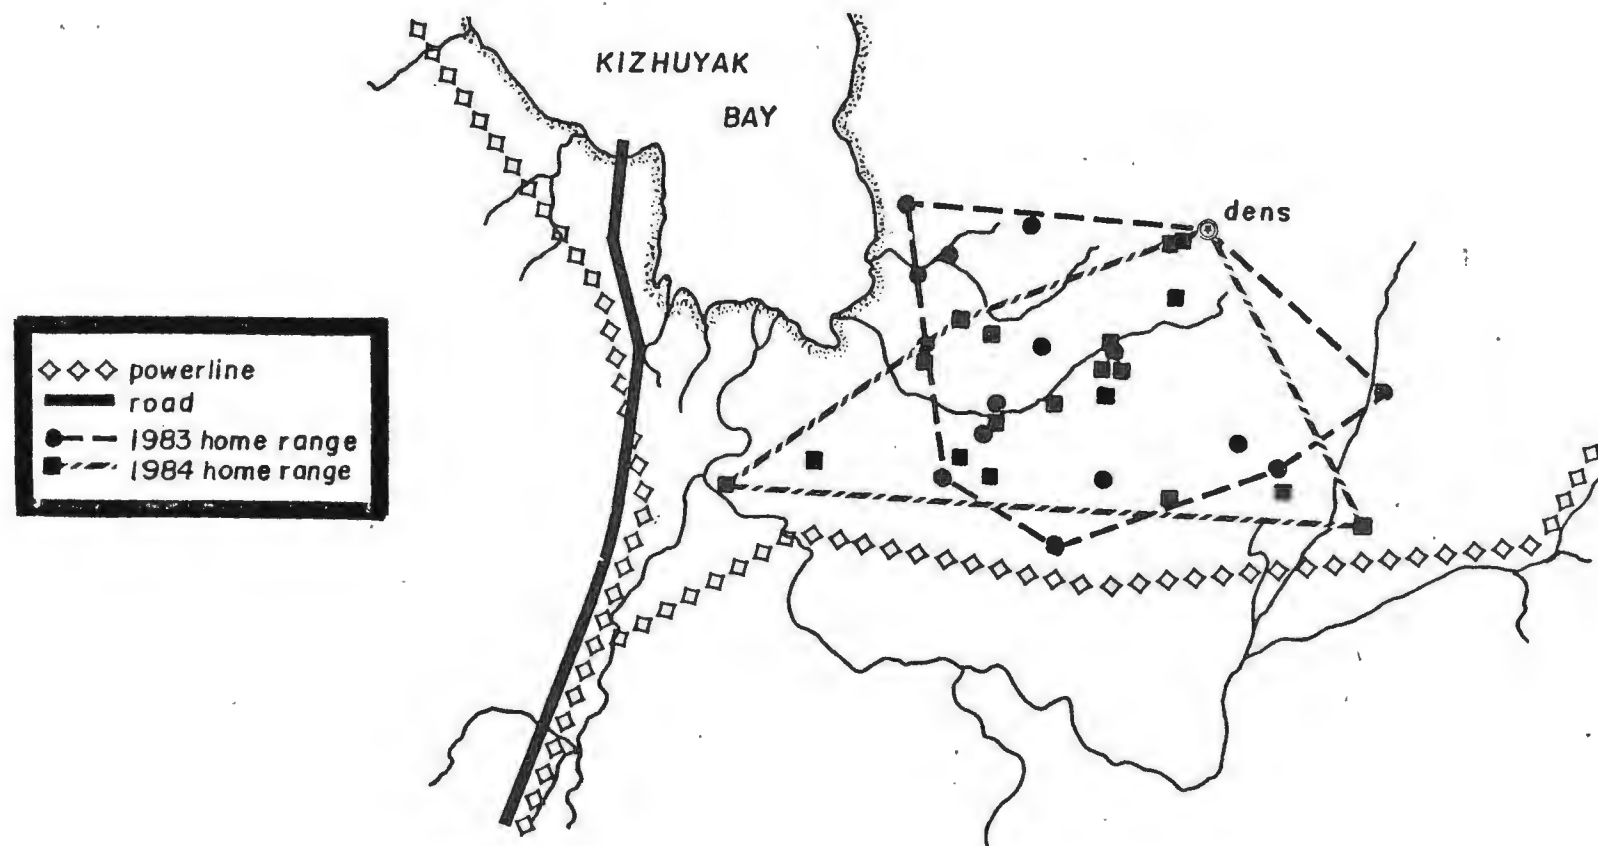 KIZHUYAK
BAY
dens
powerline
road
1983 home range
1984 home range